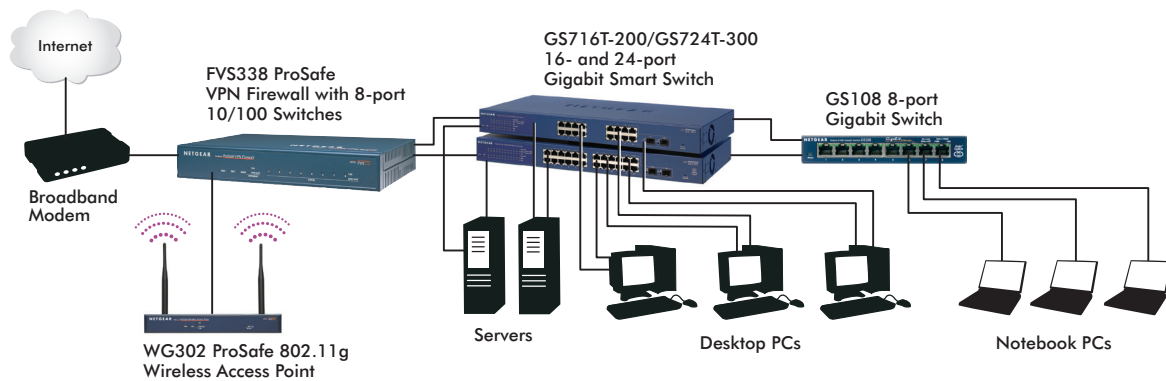 Internet
GS716T-200/GS724T-300
16- and 24-port
Gigabit Smart Switch
FVS338 ProSafe
VPN Firewall with 8-port
10/100 Switches
GS108 8-port
Gigabit Switch
NETGEAR
NETGEAR
NETGEAR
NETGEAR
Broadband
Modem
NETGEAR
Servers
Desktop PCs
Notebook PCs
WG302 ProSafe 802.11g
Wireless Access Point